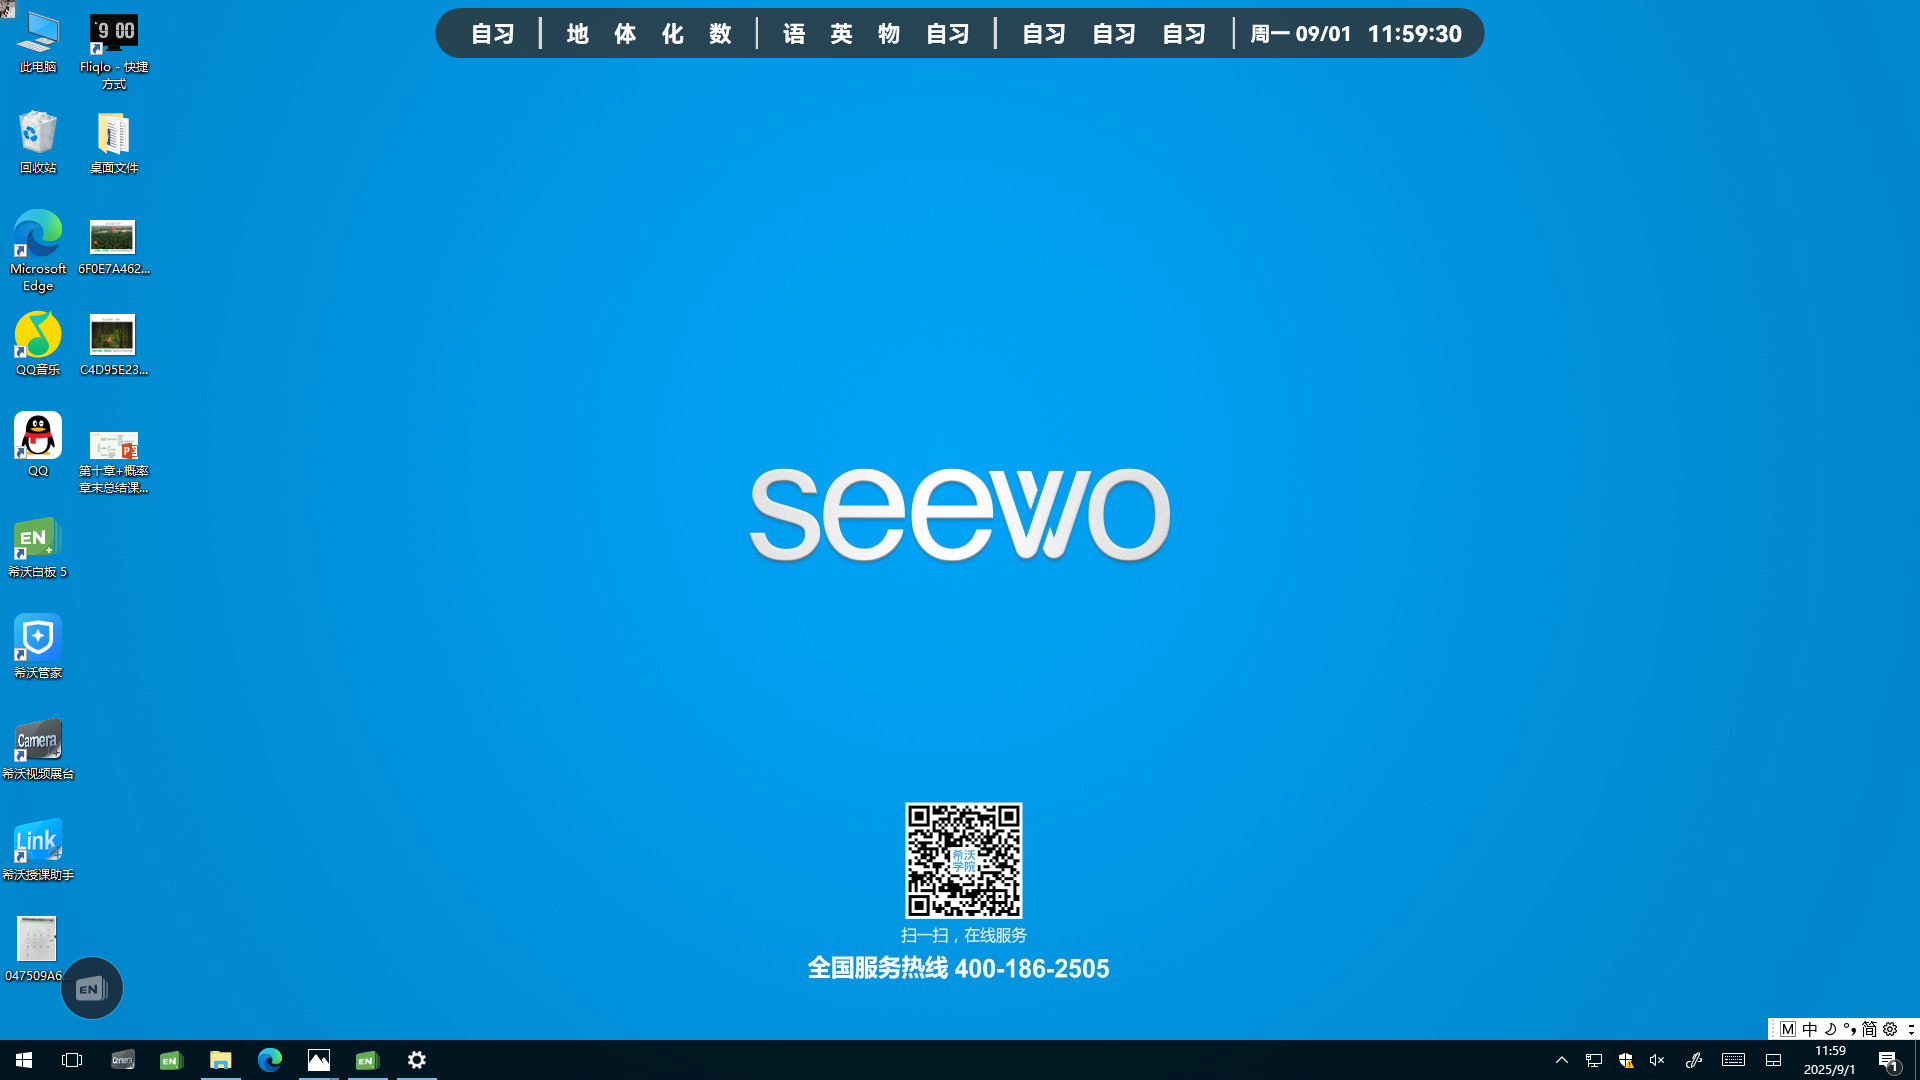 自习 | 地 体 化 数 | 语 英 物 自习 | 自习 自习 自习 | 周一 09/01 11:59:30
此电脑
9 00
Fliqlo - 快捷
方式
回收站
桌面文件
Microsoft
Edge
6F0E7A462...
QQ音乐
C4D95E23...
QQ
第十章+概率
章末总结课...
EN
希沃白板 5
希沃管家
Camera
希沃视频展台
Link
希沃授课助手
047509A6...
EN
seewo
希沃
学院
扫一扫，在线服务
全国服务热线 400-186-2505
M 中 简
Camera
EN
EN
11:59
2025/9/1
1